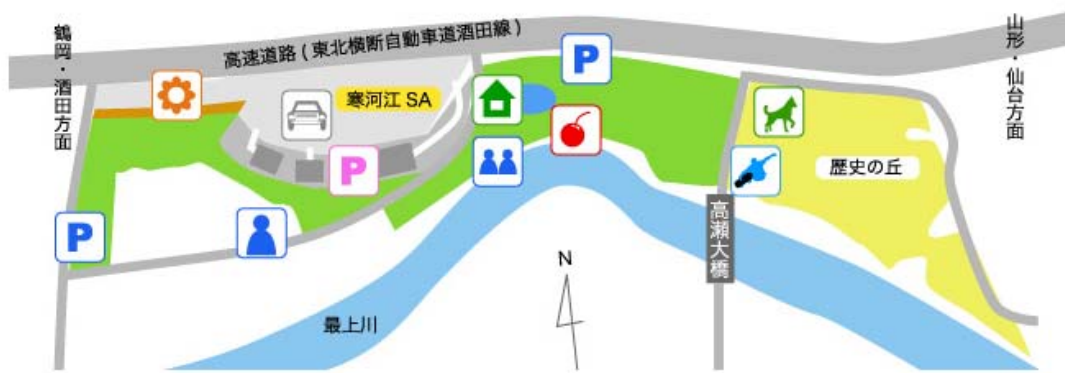 鶴岡・酒田方面
高速道路（東北横断自動車道酒田線）
山形・仙台方面
P
寒河江 SA
P
歴史の丘
P
高瀬大橋
N
最上川